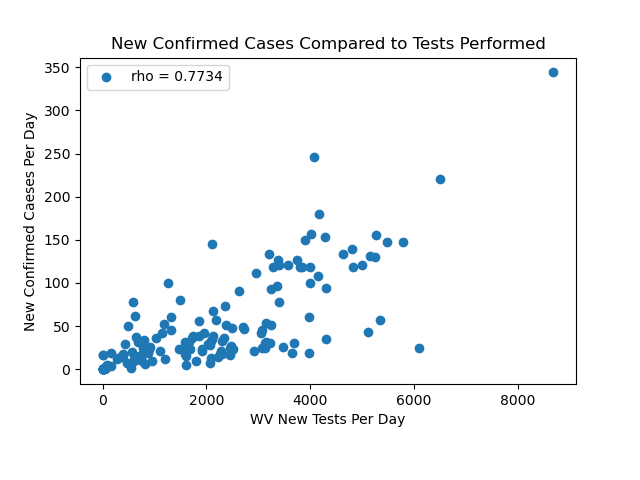 New Confirmed Cases Compared to Tests Performed
rho = 0.7734
350
300
250
200
150
100
50
0
New Confirmed Caeses Per Day
0 2000 4000 6000 8000
WV New Tests Per Day